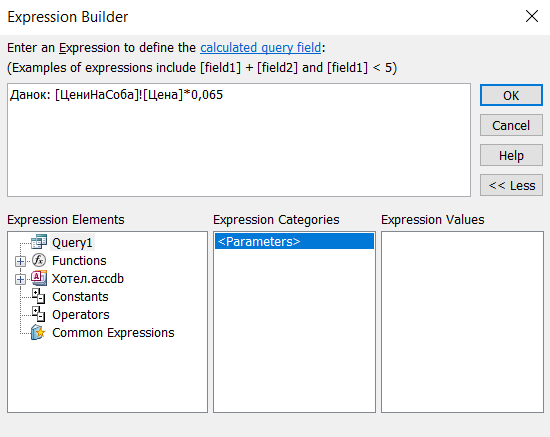 Expression Builder
Enter an Expression to define the calculated query field:
(Examples of expressions include [field1] + [field2] and [field1] < 5)
Данок: [ЦениНаСоба]![Цена]*0,065
OK
Cancel
Help
<< Less
Expression Elements
Expression Categories
Expression Values
Query1
Functions
Хотел.accdb
Constants
Operators
Common Expressions
<Parameters>